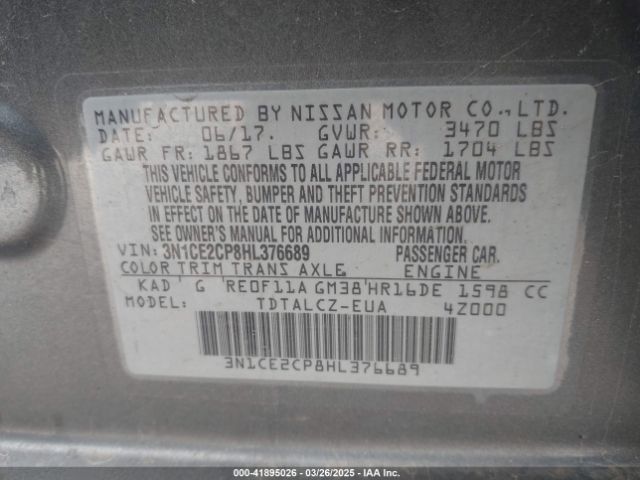 MANUFACTURED BY NISSAN MOTOR CO.,LTD.
DATE: 06/17. GVWR: 3470 LBS
GAWR FR: 1867 LBS GAWR RR: 1704 LBS
THIS VEHICLE CONFORMS TO ALL APPLICABLE FEDERAL MOTOR
VEHICLE SAFETY, BUMPER AND THEFT PREVENTION STANDARDS
IN EFFECT ON THE DATE OF MANUFACTURE SHOWN ABOVE.
SEE OWNER'S MANUAL FOR ADDITIONAL INFORMATION.
VIN: 3N1CE2CP8HL376689 PASSENGER CAR.
COLOR TRIM TRANS AXLE ENGINE
KAD G RE0F11A GM38 HR16DE 1598 CC
MODEL: TDTALCZ-EUA 4Z000
3N1CE2CP8HL376689
000-41895026 - 03/26/2025 - IAA Inc.